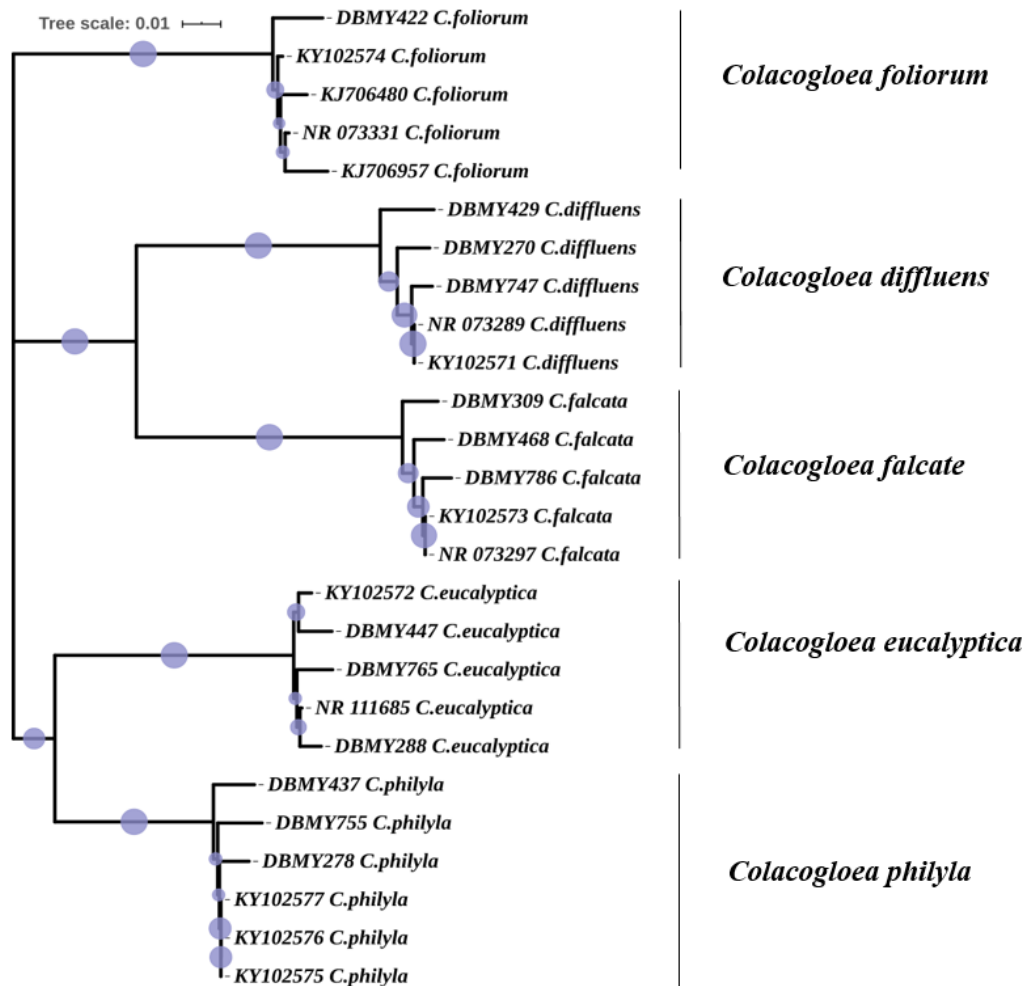 Tree scale: 0.01
DBMY422 C.foliorum
KY102574 C.foliorum
KJ706480 C.foliorum
NR 073331 C.foliorum
KJ706957 C.foliorum
Colacogloea foliorum
DBMY429 C.diffluens
DBMY270 C.diffluens
DBMY747 C.diffluens
NR 073289 C.diffluens
KY102571 C.diffluens
Colacogloea diffluens
DBMY309 C.falcata
DBMY468 C.falcata
DBMY786 C.falcata
KY102573 C.falcata
NR 073297 C.falcata
Colacogloea falcate
KY102572 C.eucalyptica
DBMY447 C.eucalyptica
DBMY765 C.eucalyptica
NR 111685 C.eucalyptica
DBMY288 C.eucalyptica
Colacogloea eucalyptica
DBMY437 C.philyla
DBMY755 C.philyla
DBMY278 C.philyla
KY102577 C.philyla
KY102576 C.philyla
KY102575 C.philyla
Colacogloea philyla